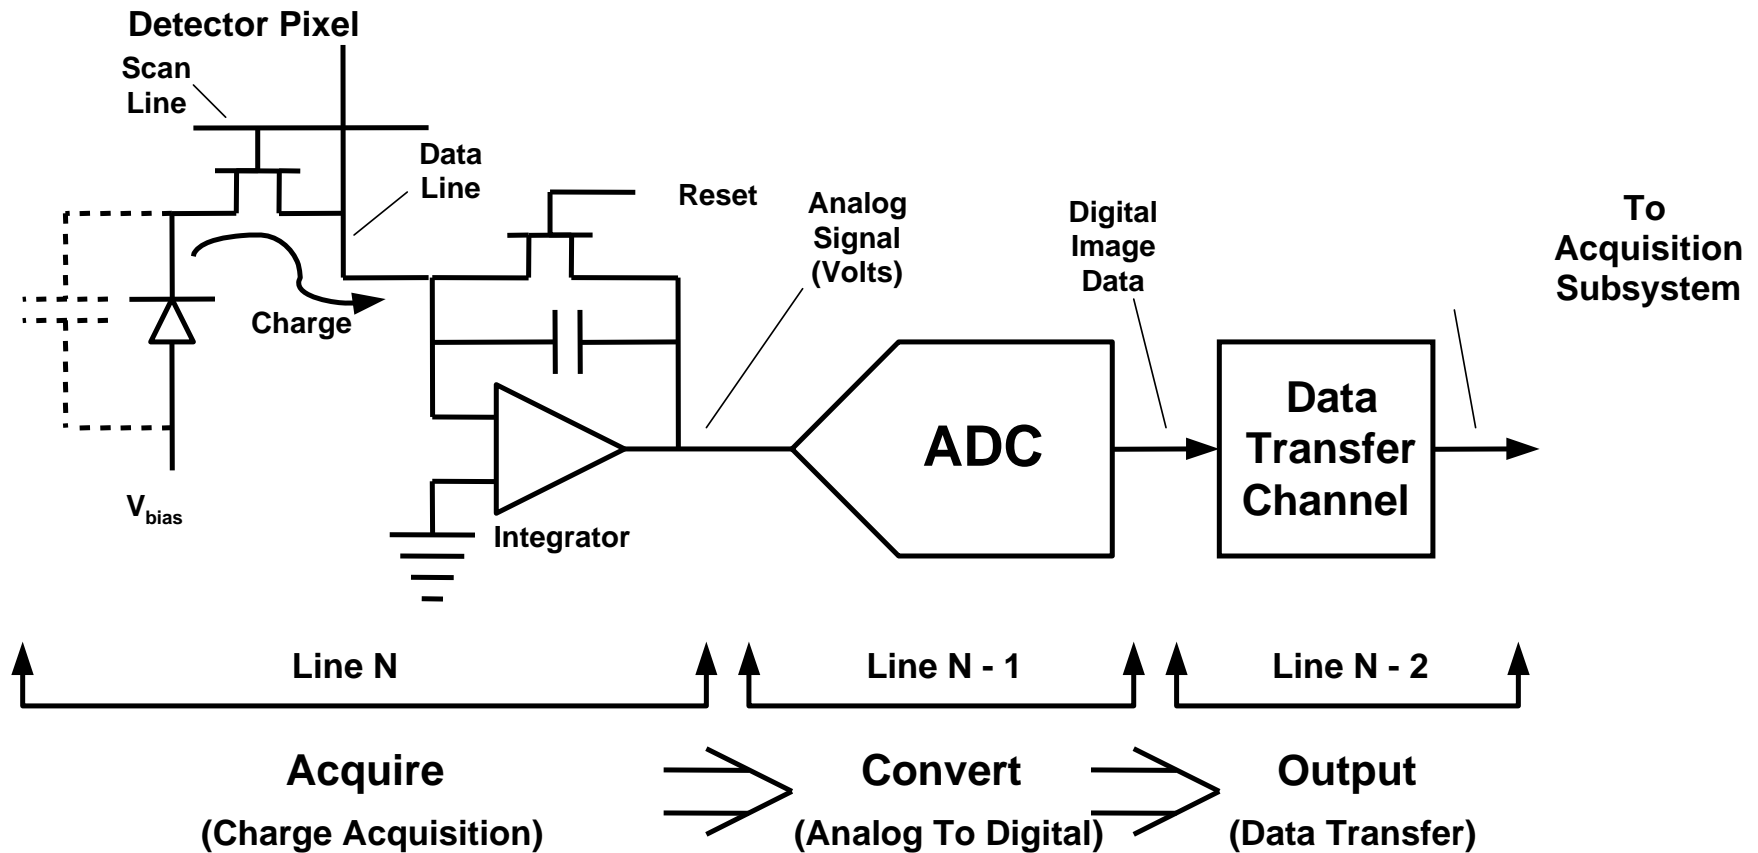 Detector Pixel
Scan
Line
Data
Line
Reset
Analog
Signal
(Volts)
Digital
Image
Data
To
Acquisition
Subsystem
Charge
ADC
Data
Transfer
Channel
Vbias
Integrator
Line N
Line N - 1
Line N - 2
Acquire
Convert
Output
(Charge Acquisition)
(Analog To Digital)
(Data Transfer)